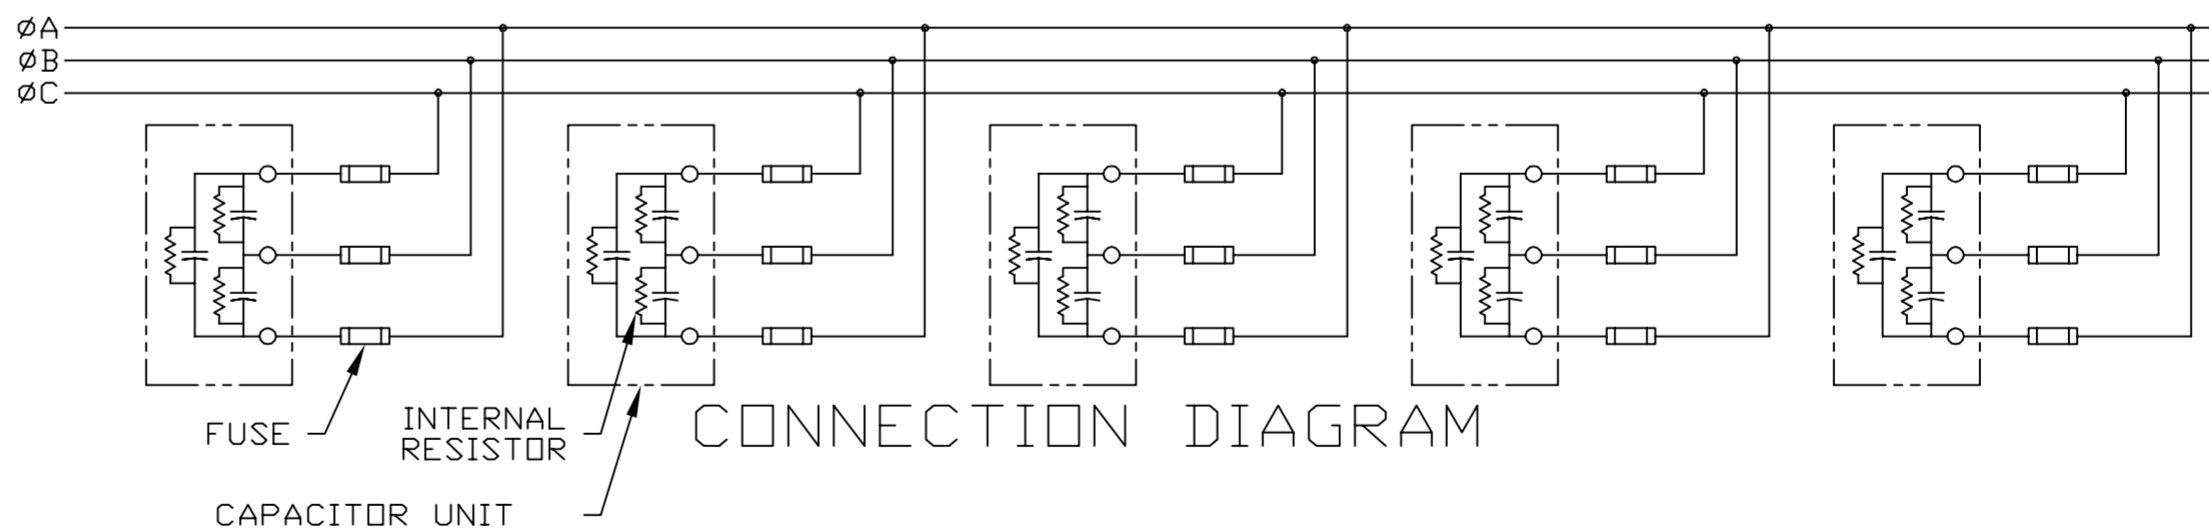 ØA
ØB
ØC
FUSE
INTERNAL
RESISTOR
CONNECTION DIAGRAM
CAPACITOR UNIT